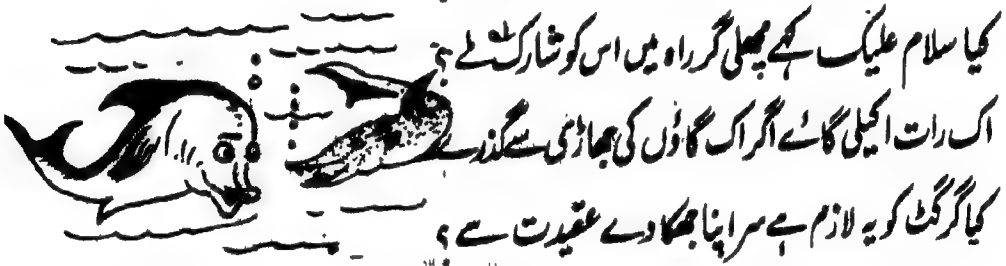 کیا سلام علیک کہے مچھلی گر راہ میں اس کو شارک ملے ؟
اک رات اکیلی گائے اگر اک گاؤں کی جھاڑی سے گذرے
کیا گرگٹ کو یہ لازم ہے سر اپنا جھکا دے عقیدت سے ؟